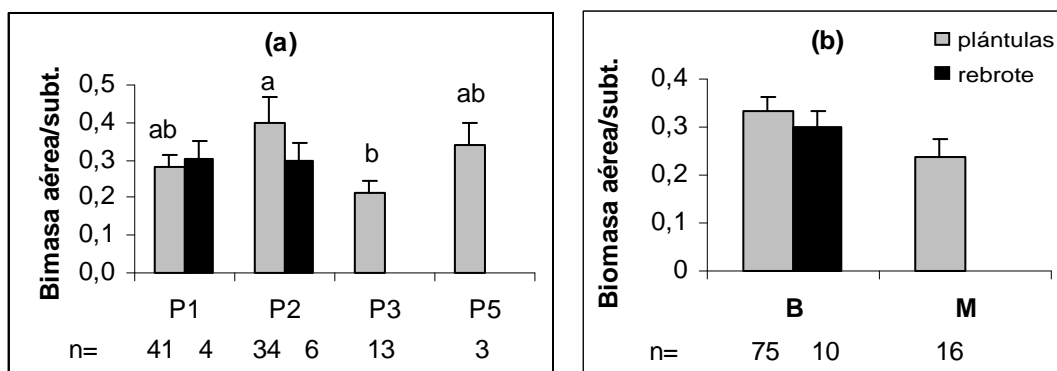 (a)
Bimasa aérea/subt.
0,5
0,4
0,3
0,2
0,1
0,0
ab
a
b
ab
P1 P2 P3 P5
n= 41 4 34 6 13 3
(b)
plántulas
rebrote
Biomasa aérea/subt.
0,4
0,3
0,2
0,1
0
B M
n= 75 10 16